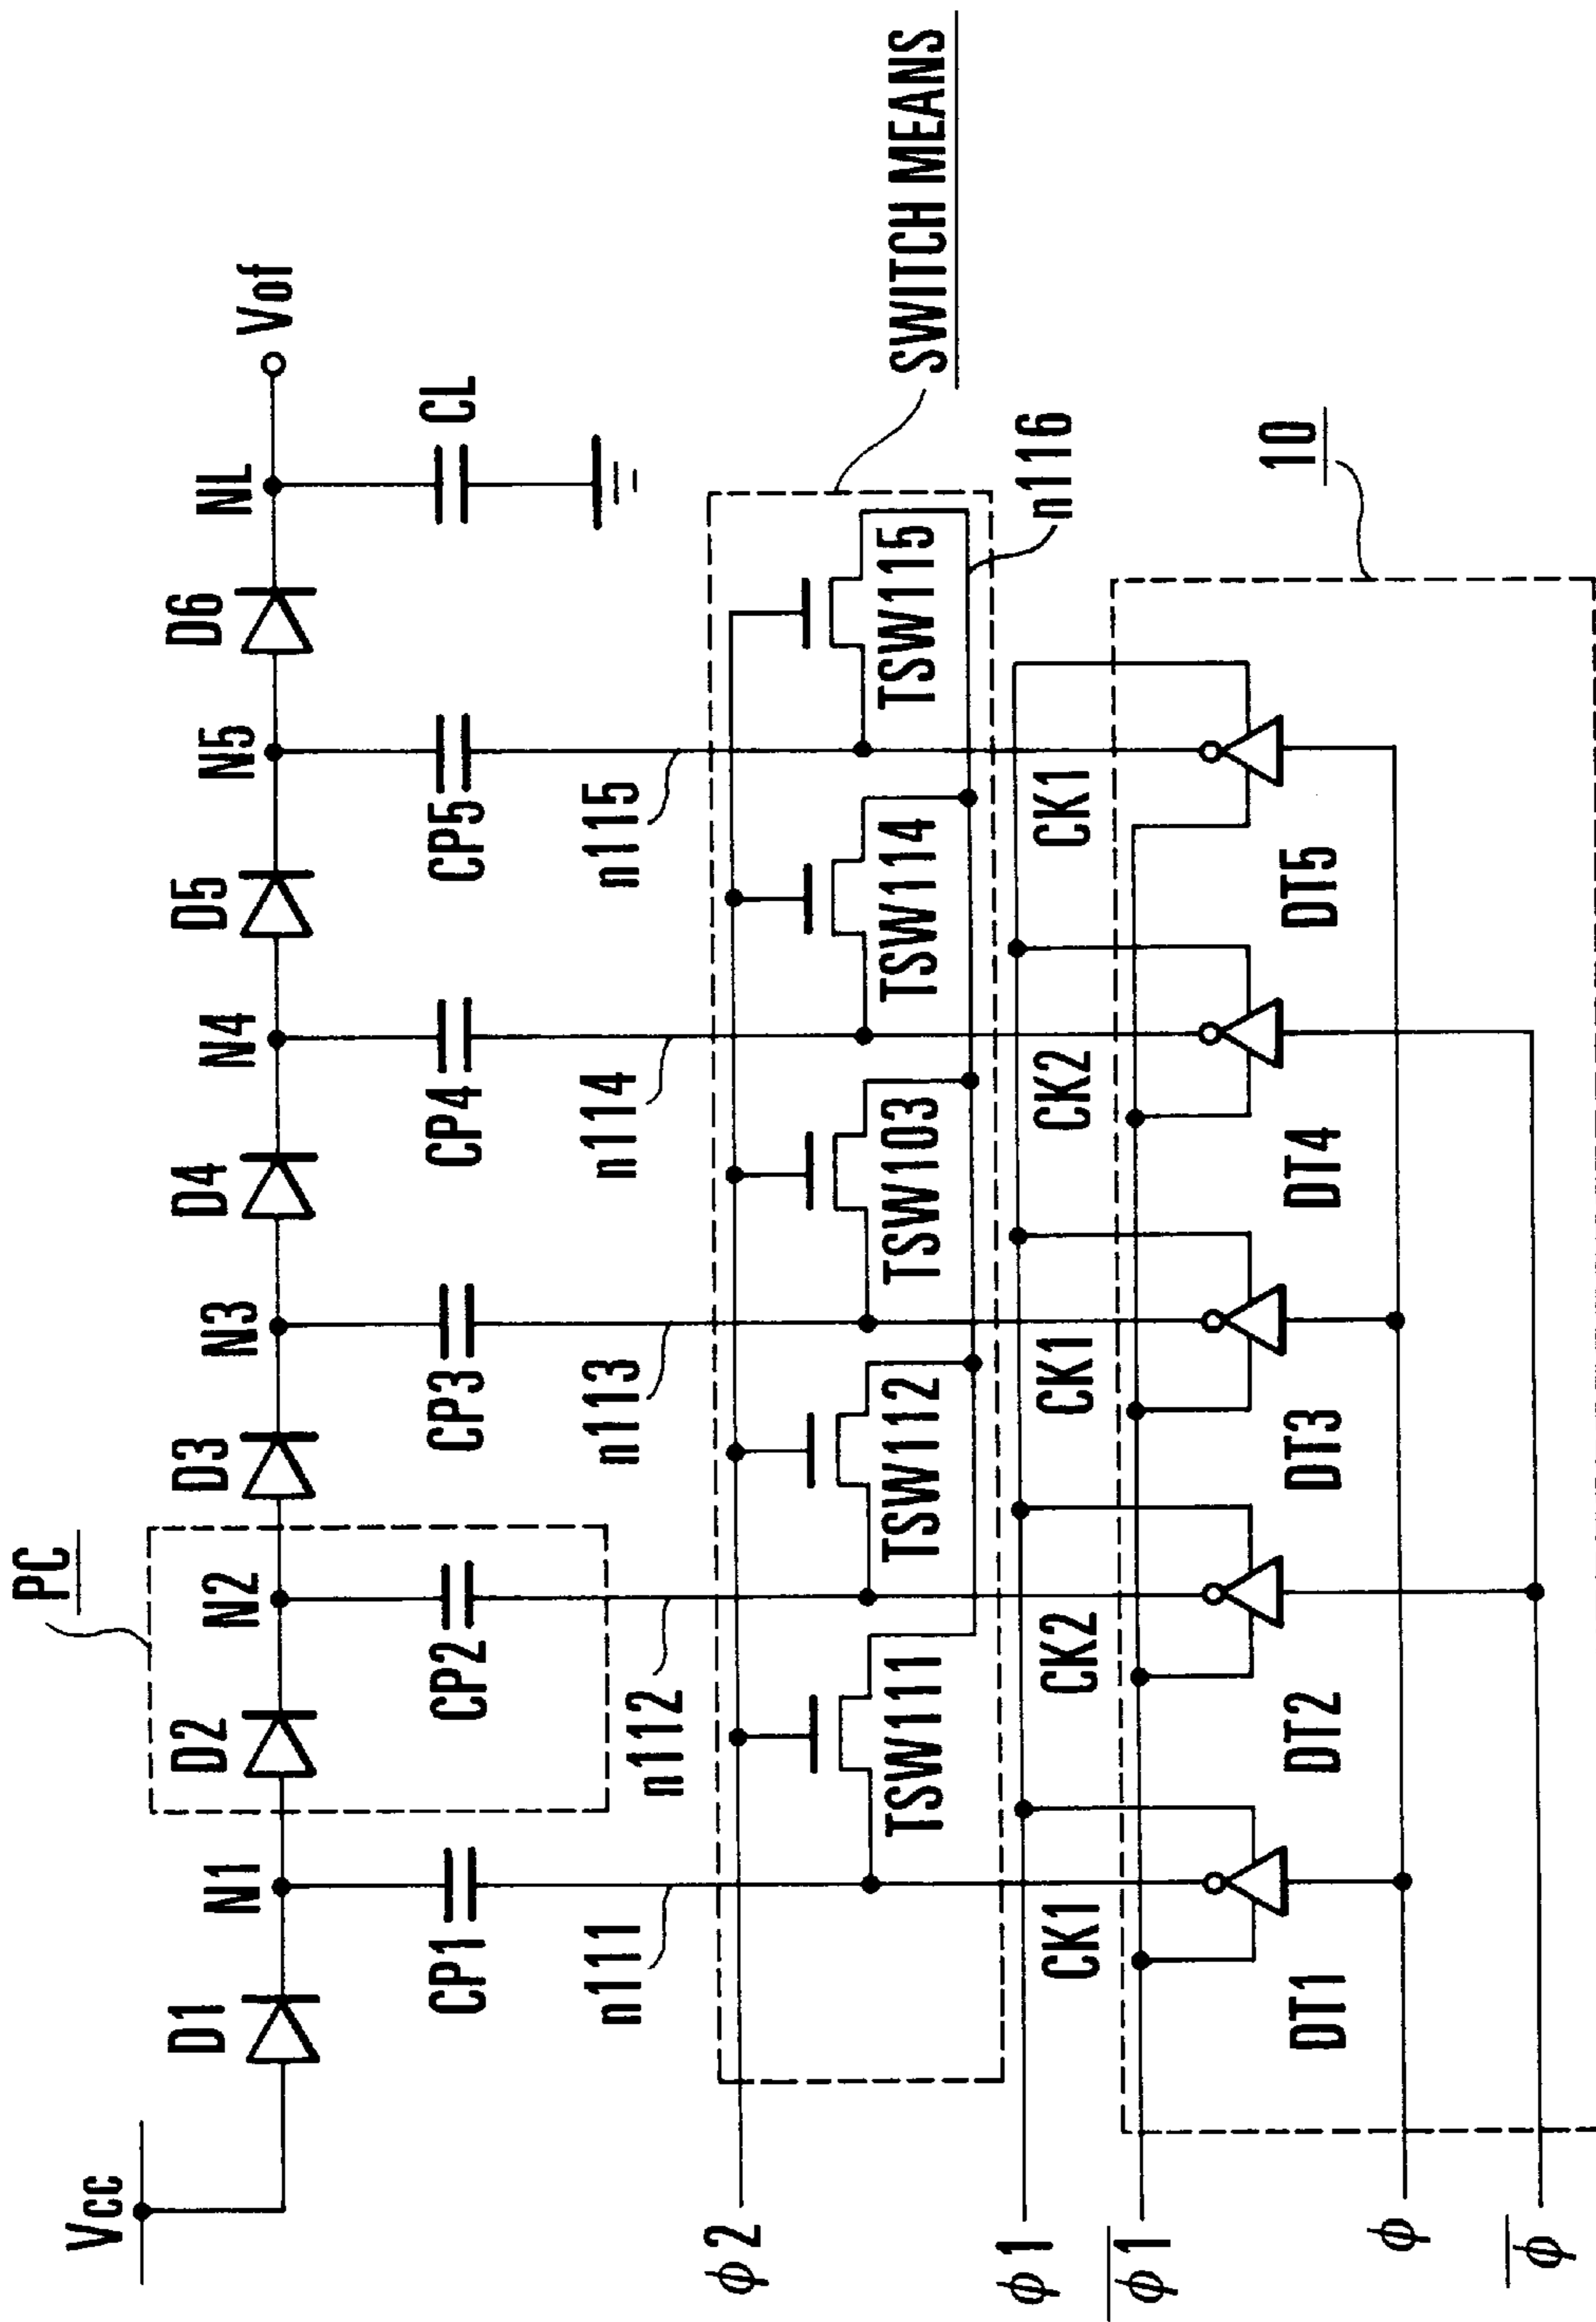 PC
Vcc
D1
N1
D2
N2
D3
N3
D4
N4
D5
N5
D6
NL
Vof
CP1
CP2
CP3
CP4
CP5
CL
n111
n112
n113
n114
n115
SWITCH MEANS
φ2
TSW111
TSW112
TSW103
TSW114
TSW115
n116
φ1
CK1
CK2
CK1
CK2
CK1
φ1
10
DT1
DT2
DT3
DT4
DT5
φ
φ